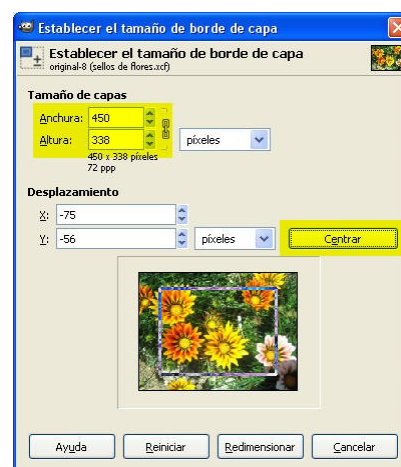 Establecer el tamaño de borde de capa
Establecer el tamaño de borde de capa
original-8 (sellos de flores.xcf)
Tamaño de capas
Anchura: 450
Altura: 338 píxeles
450 x 338 píxeles
72 ppp
Desplazamiento
X: -75
Y: -56 píxeles Centrar
Ayuda Reiniciar Redimensionar Cancelar